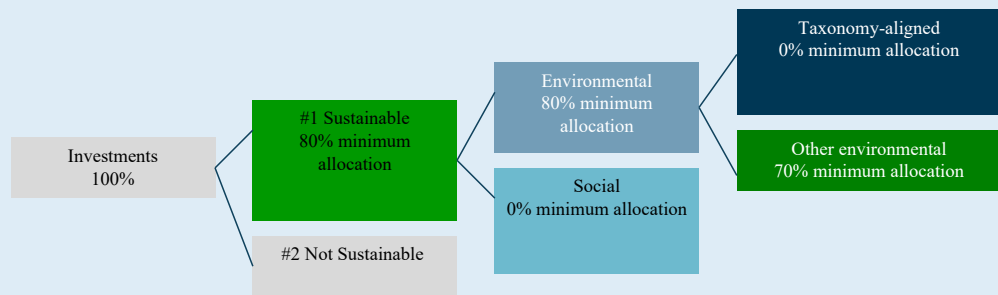 Investments
100%
#1 Sustainable
80% minimum
allocation
#2 Not Sustainable
Environmental
80% minimum
allocation
Social
0% minimum allocation
Taxonomy-aligned
0% minimum allocation
Other environmental
70% minimum allocation